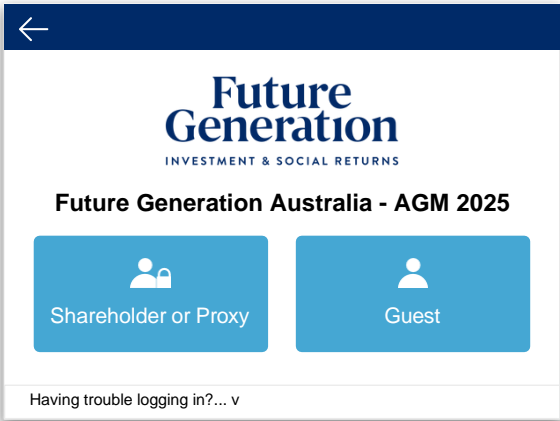 Future
Generation
INVESTMENT & SOCIAL RETURNS
Future Generation Australia - AGM 2025
Shareholder or Proxy
Guest
Having trouble logging in?... v